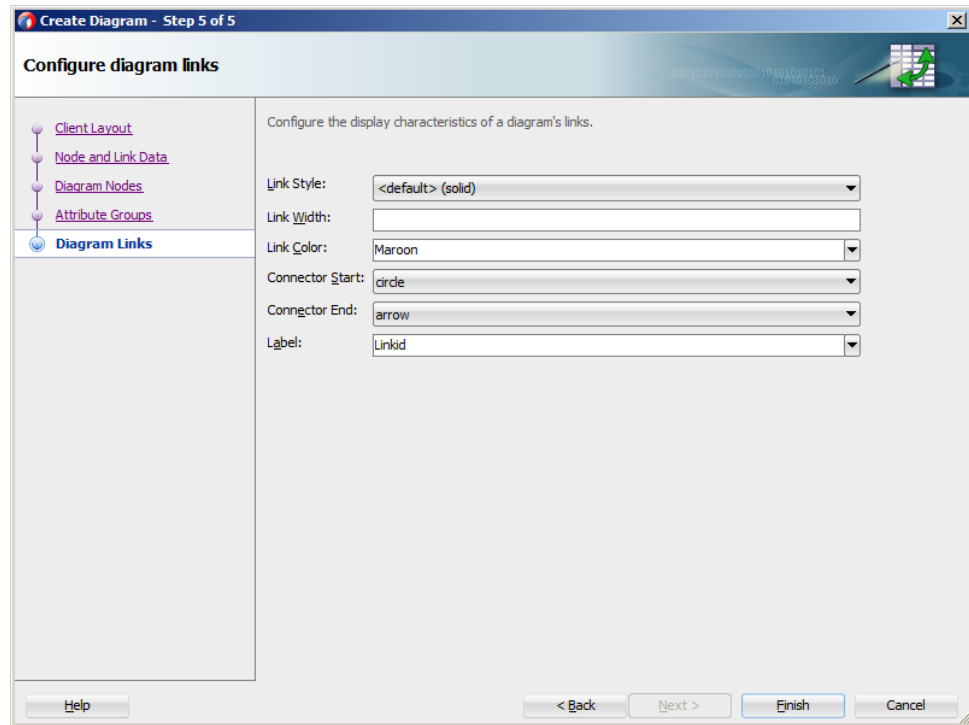 Create Diagram - Step 5 of 5
Configure diagram links
Client Layout
Node and Link Data
Diagram Nodes
Attribute Groups
Diagram Links
Configure the display characteristics of a diagram's links.
Link Style: <default> (solid)
Link Width:
Link Color: Maroon
Connector Start: circle
Connector End: arrow
Label: Linkid
Help
< Back
Next >
Finish
Cancel